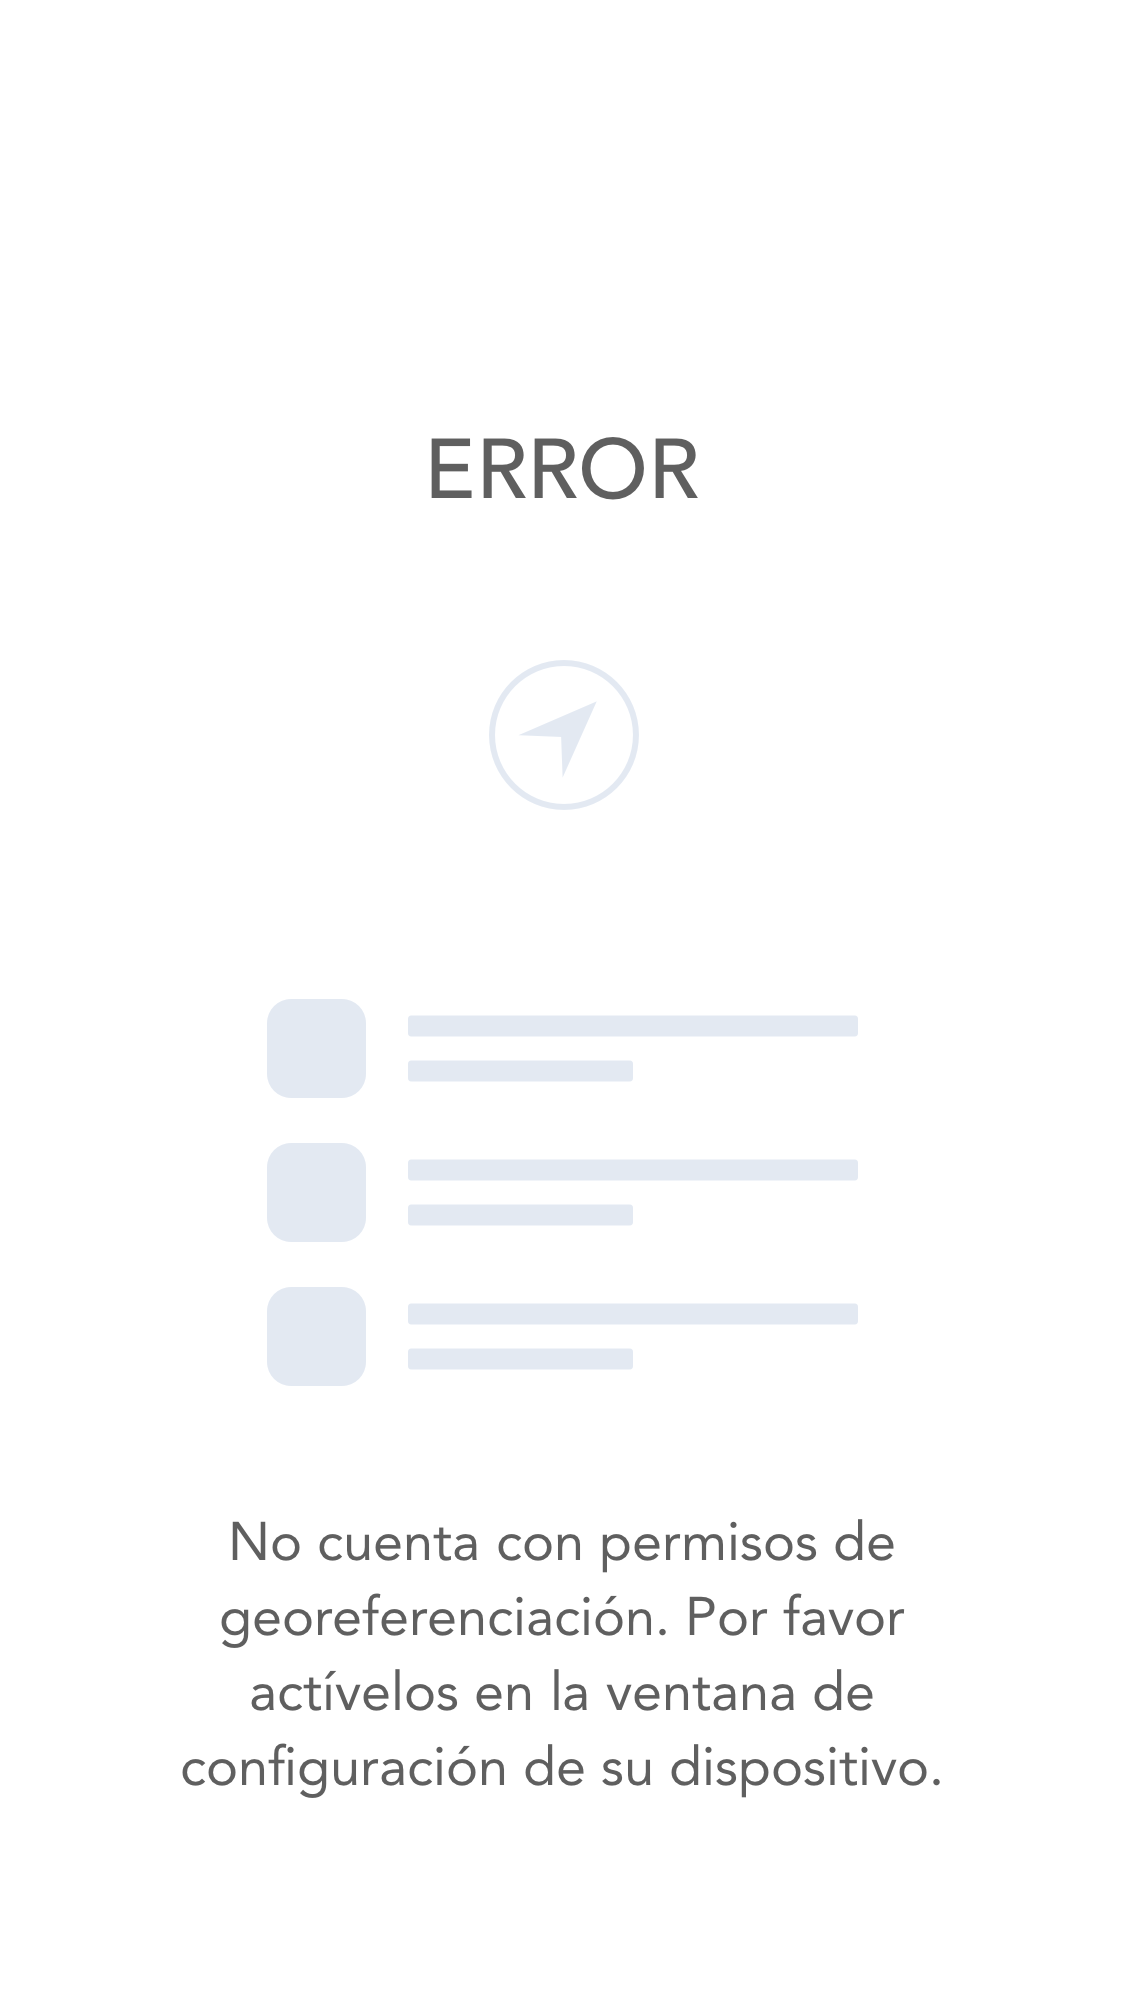 ERROR
No cuenta con permisos de
georeferenciación. Por favor
actívelos en la ventana de
configuración de su dispositivo.